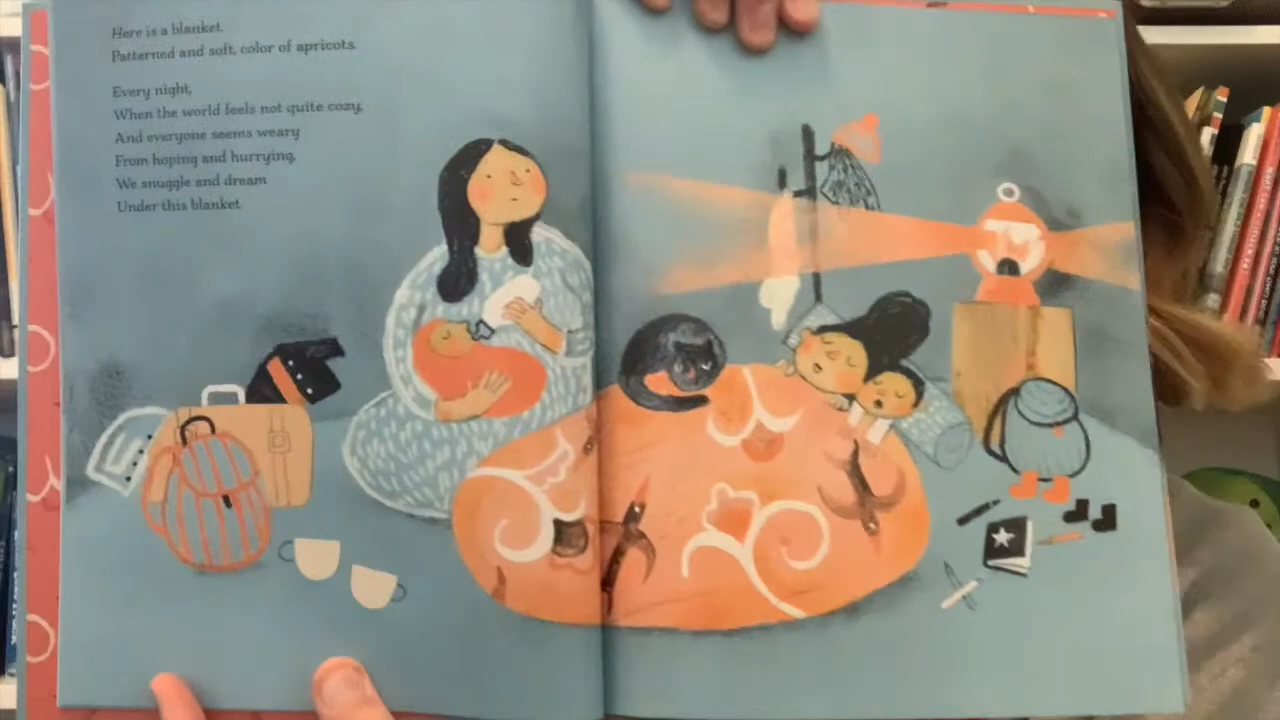 Here is a blanket.
Patterned and soft, color of apricots.
Every night,
When the world feels not quite cozy,
And everyone seems weary
From hoping and hurrying,
We snuggle and dream
Under this blanket.